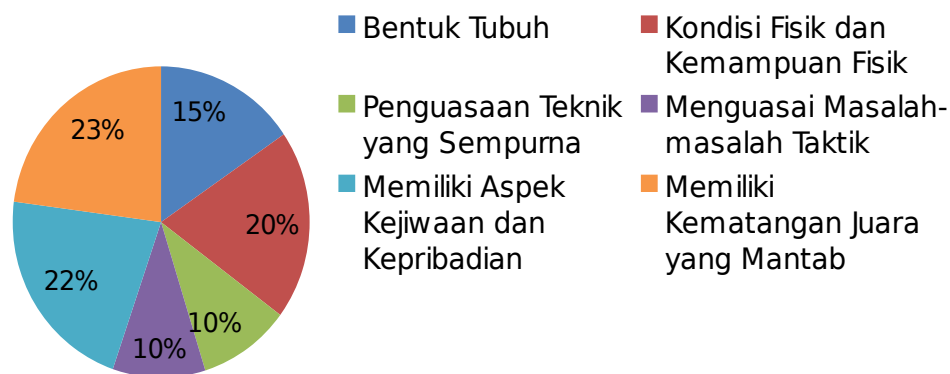 Bentuk Tubuh
Kondisi Fisik dan
Kemampuan Fisik
Penguasaan Teknik
yang Sempurna
Menguasai Masalah-
masalah Taktik
Memiliki Aspek
Kejiwaan dan
Kepribadian
Memiliki
Kematangan Juara
yang Mantab
15%
20%
10%
10%
22%
23%